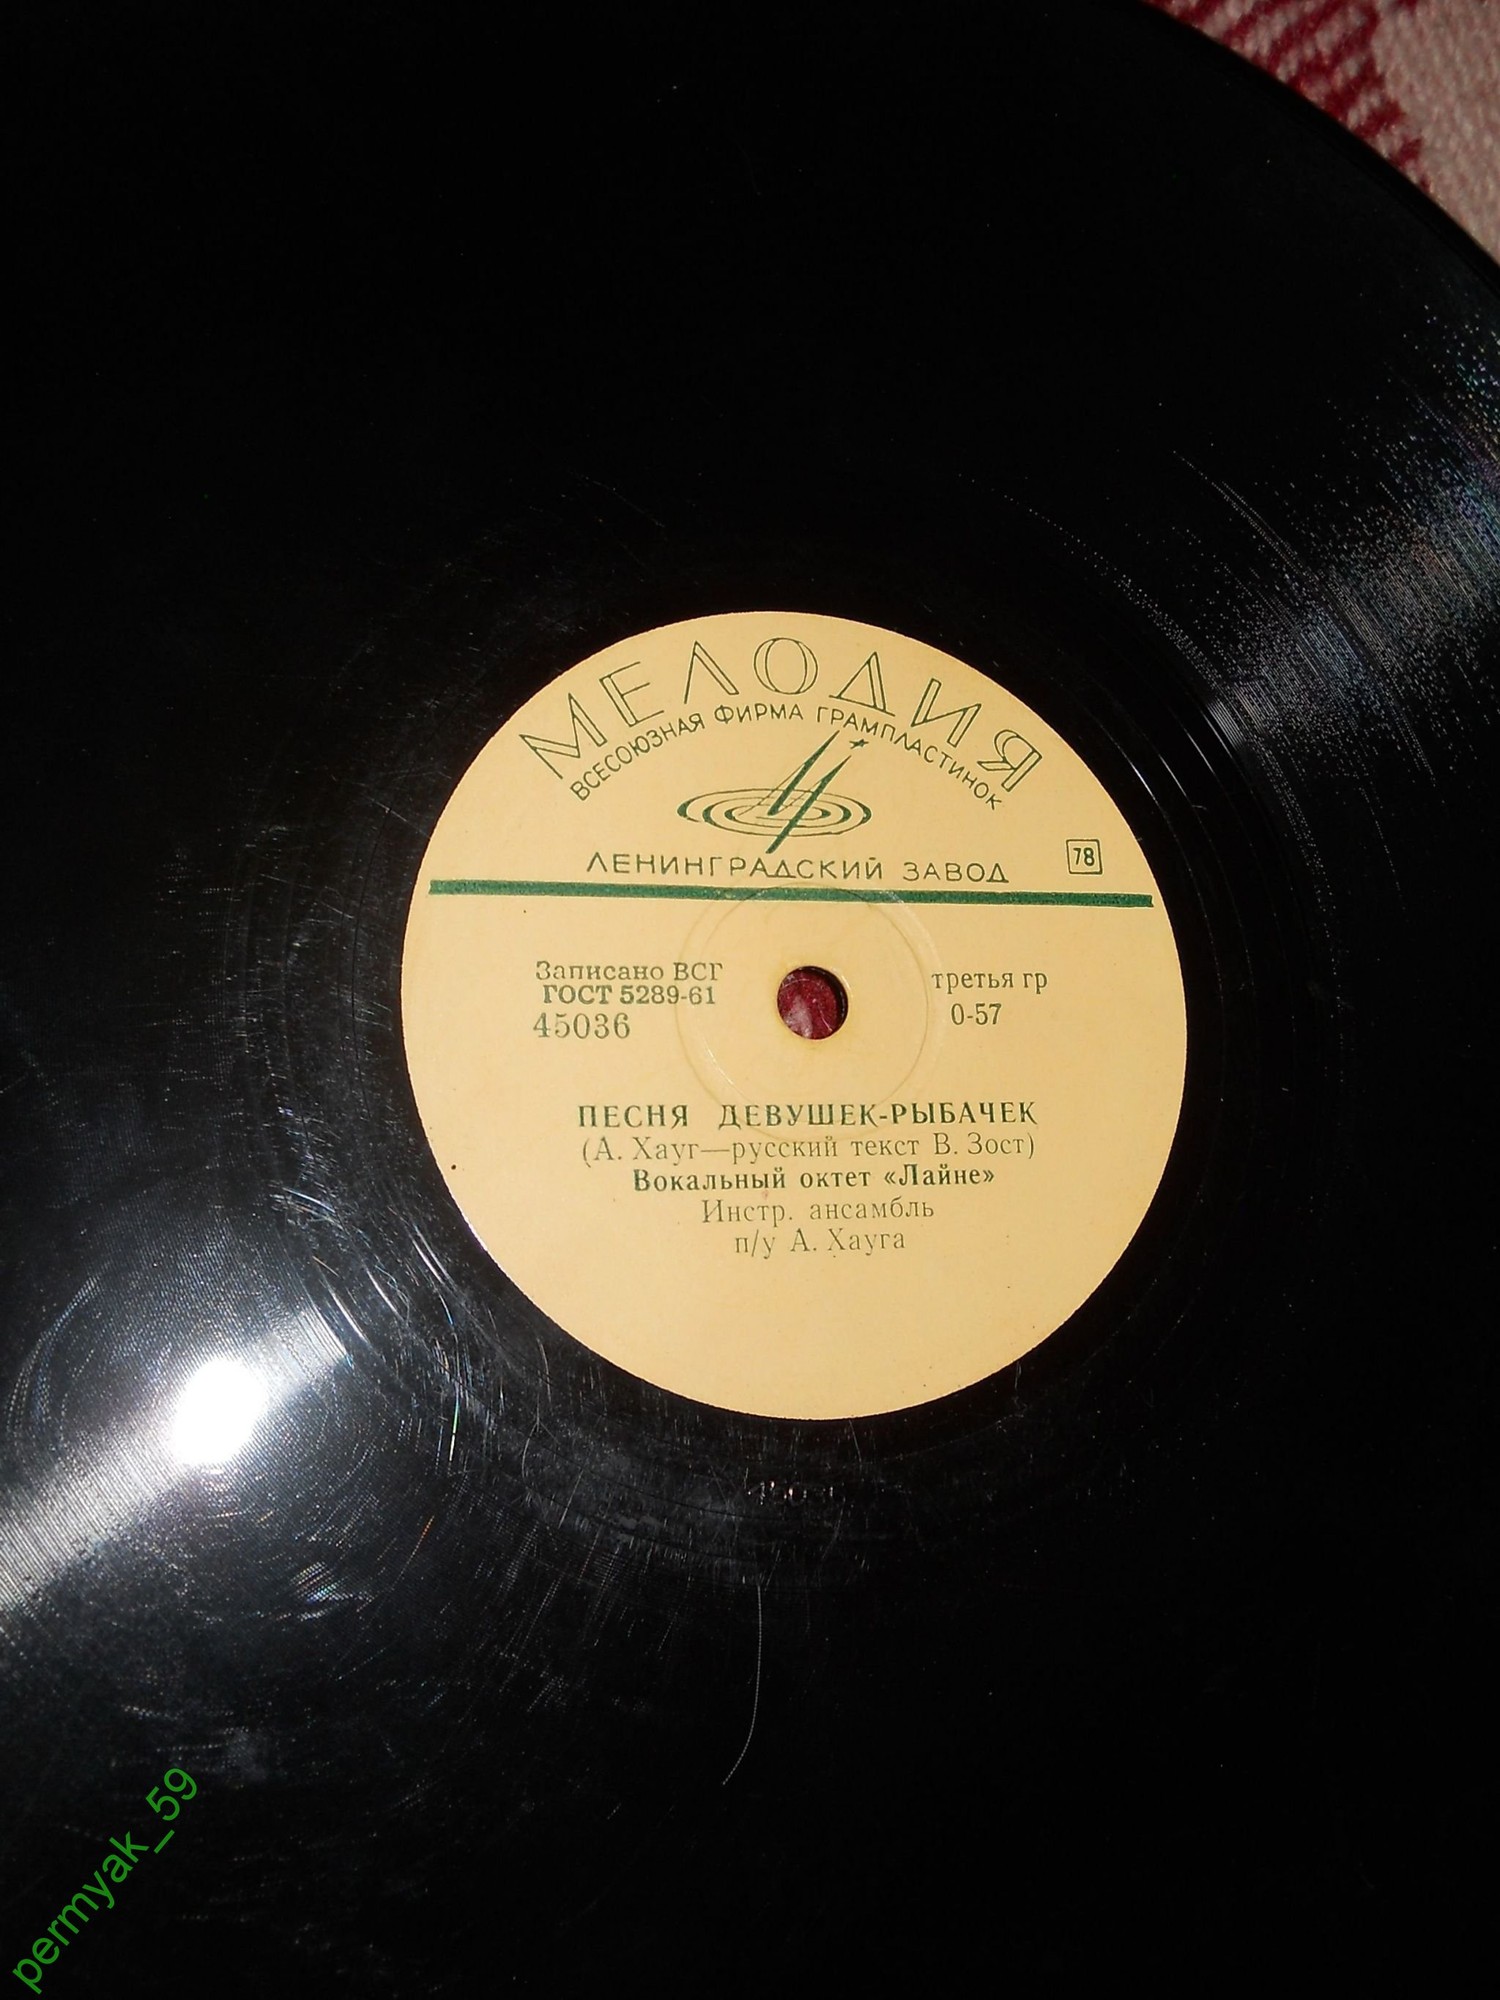 МЕЛОДИЯ
ВСЕСОЮЗНАЯ ФИРМА ГРАМПЛАСТИНОК
ЛЕНИНГРАДСКИЙ ЗАВОД
78
Записано ВСГ
ГОСТ 5289-61
45036
третья гр
0-57
ПЕСНЯ ДЕВУШЕК-РЫБАЧЕК
(А. Хауг—русский текст В. Зост)
Вокальный октет «Лайне»
Инстр. ансамбль
п/у А. Хауга
permyak_59